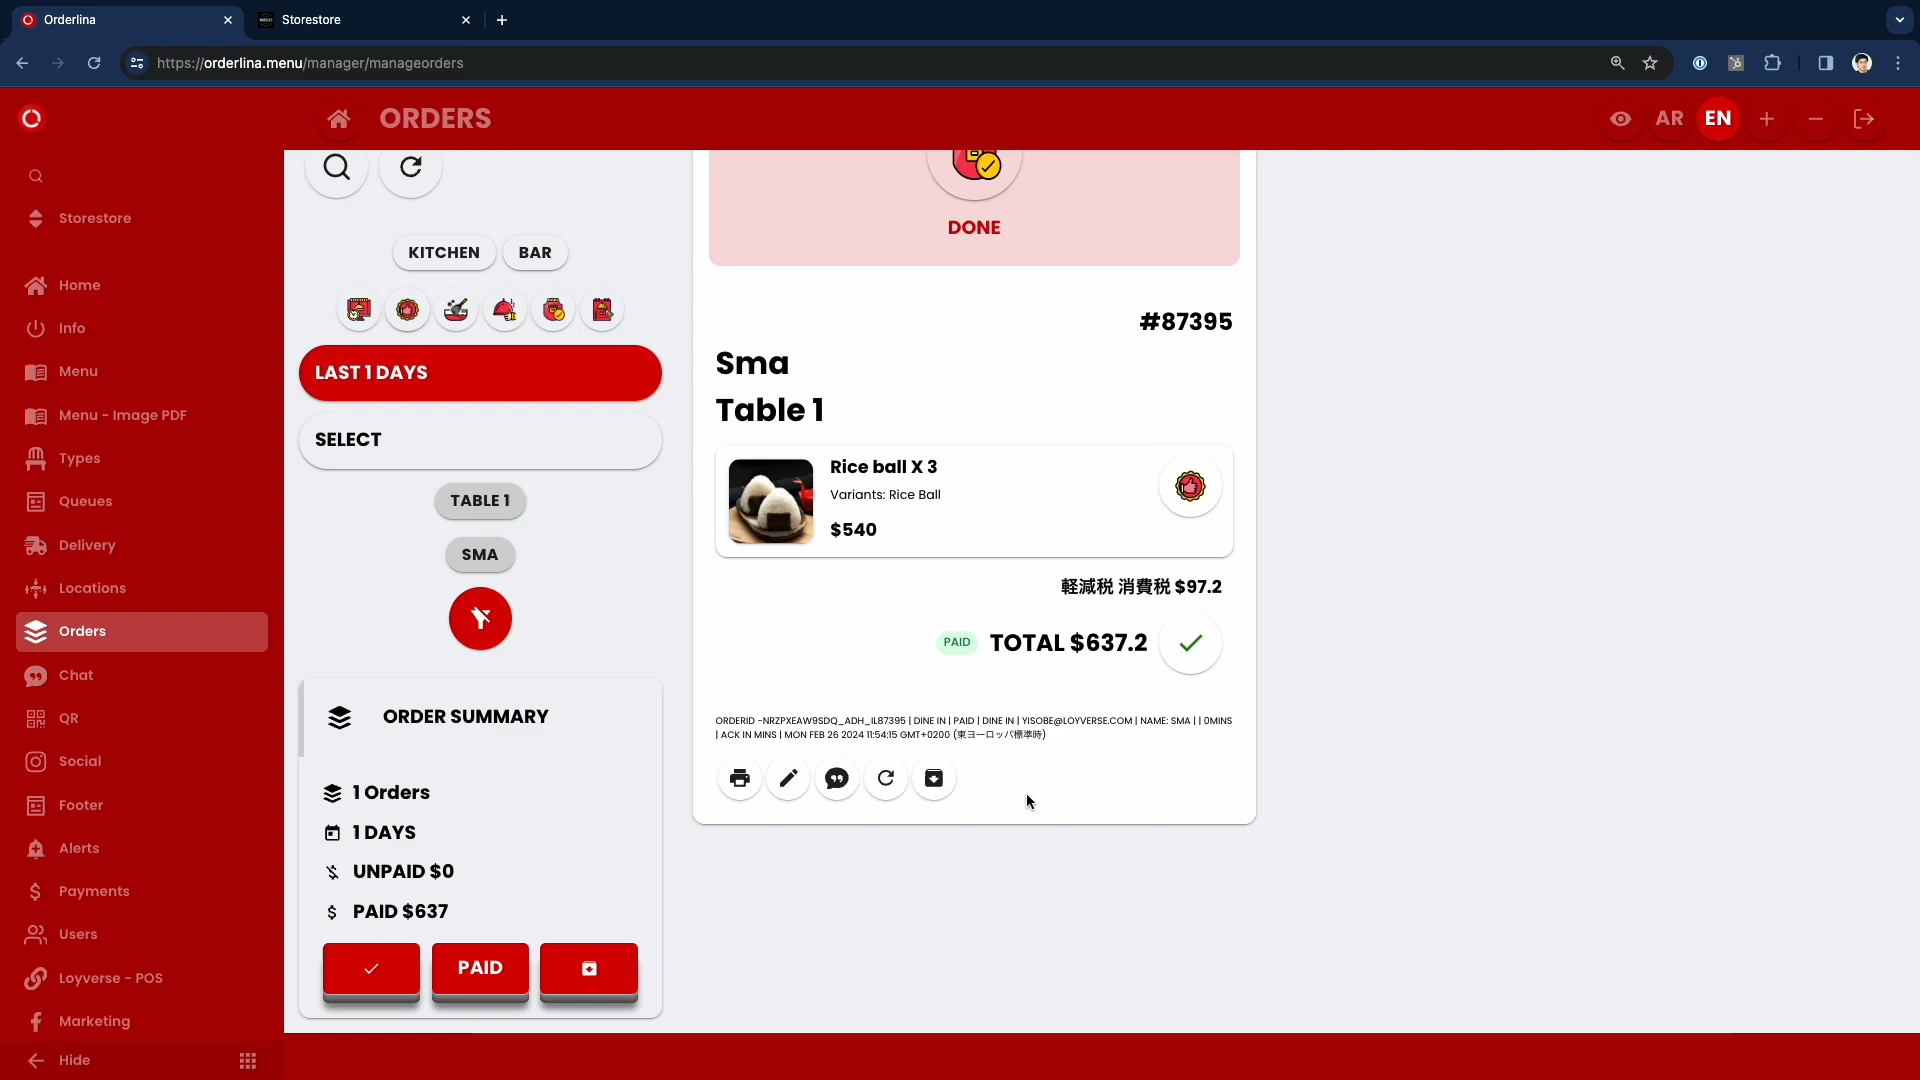 Orderlina
Storestore
https://orderlina.menu/manager/manageorders
ORDERS
AR
EN
Storestore
Home
Info
Menu
Menu - Image PDF
Types
Queues
Delivery
Locations
Orders
Chat
QR
Social
Footer
Alerts
Payments
Users
Loyverse - POS
Marketing
Hide
KITCHEN
BAR
LAST 1 DAYS
SELECT
TABLE 1
SMA
ORDER SUMMARY
1 Orders
1 DAYS
UNPAID $0
PAID $637
PAID
DONE
#87395
Sma
Table 1
Rice ball X 3
Variants: Rice Ball
$540
軽減税 消費税 $97.2
PAID
TOTAL $637.2
ORDERID -NRZPXEAW9SDQ_ADH_IL87395 | DINE IN | PAID | DINE IN | YISOBE@LOYVERSE.COM | NAME: SMA | | 0MINS
| ACK IN MINS | MON FEB 26 2024 11:54:15 GMT+0200 (東ヨーロッパ標準時)